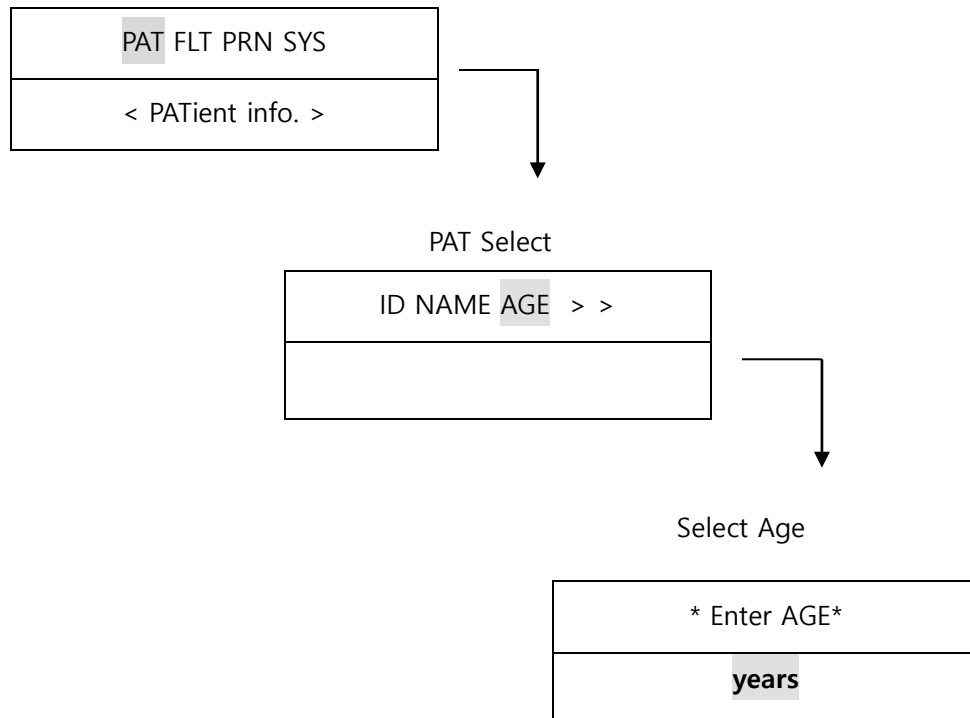 PAT FLT PRN SYS
< PATient info. >
PAT Select
ID NAME AGE > >
Select Age
* Enter AGE*
years